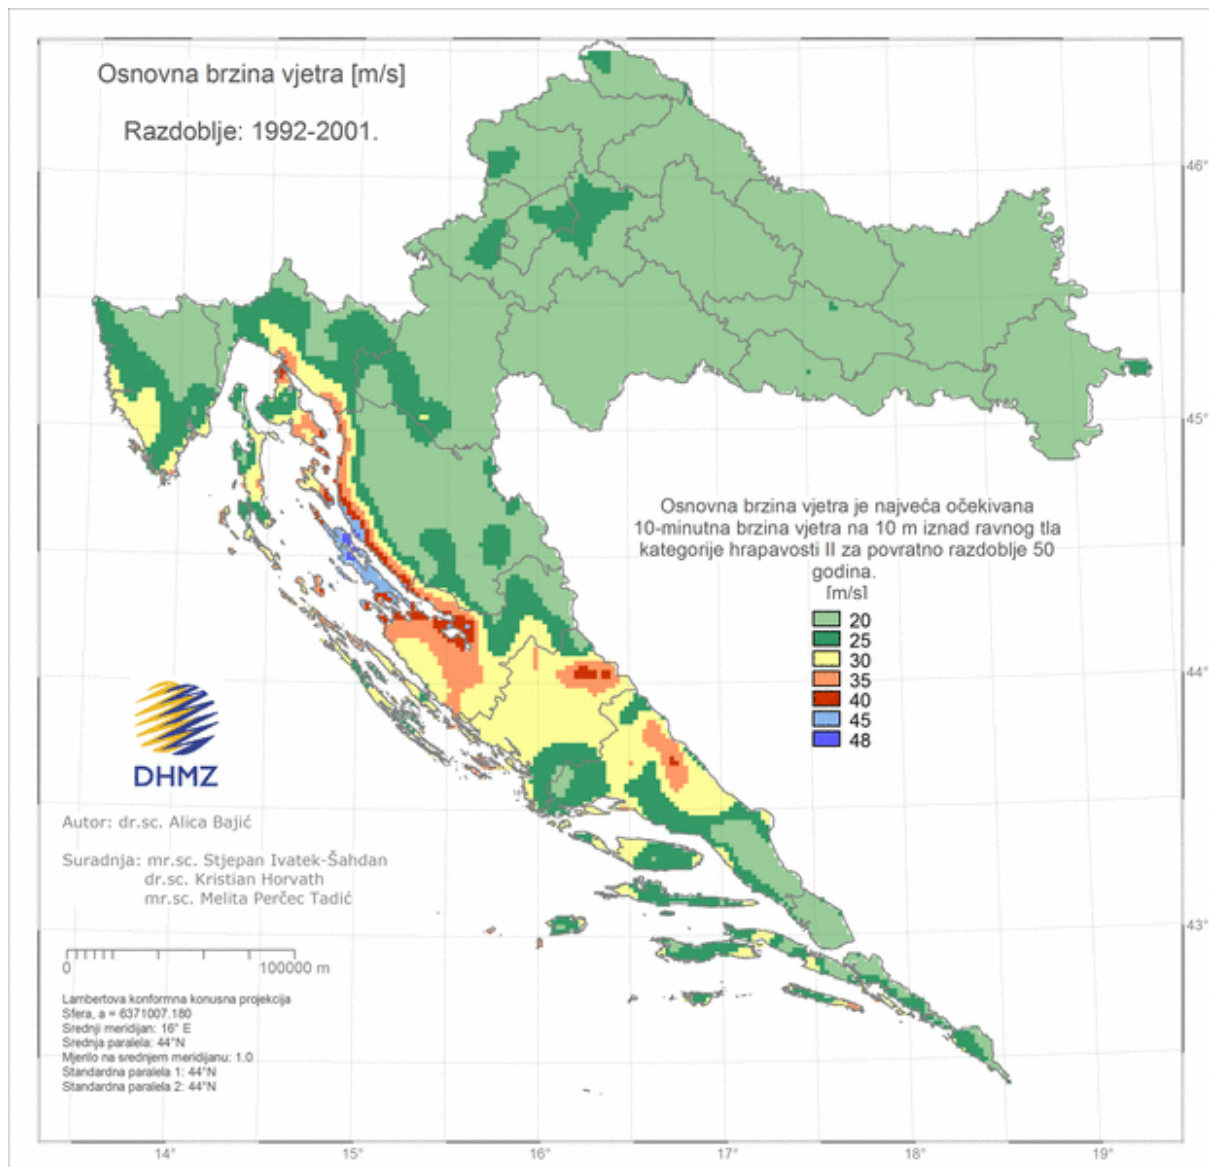 Osnovna brzina vjetra [m/s]
Razdoblje: 1992-2001.
46°
45°
Osnovna brzina vjetra je najveća očekivana
10-minutna brzina vjetra na 10 m iznad ravnog tla
kategorije hrapavosti II za povratno razdoblje 50
godina.
[m/s]
20
25
30
35
40
45
48
44°
DHMZ
Autor: dr.sc. Alica Bajić
Suradnja: mr.sc. Stjepan Ivatek-Šahdan
dr.sc. Kristian Horvath
mr.sc. Melita Perčec Tadić
43°
0 100000 m
Lambertova konformna konusna projekcija
Sfera, a = 6371007.180
Srednji meridijan: 16° E
Srednja paralela: 44°N
Mjerilo na srednjem meridijanu: 1.0
Standardna paralela 1: 44°N
Standardna paralela 2: 44°N
14° 15° 16° 17° 18° 19°